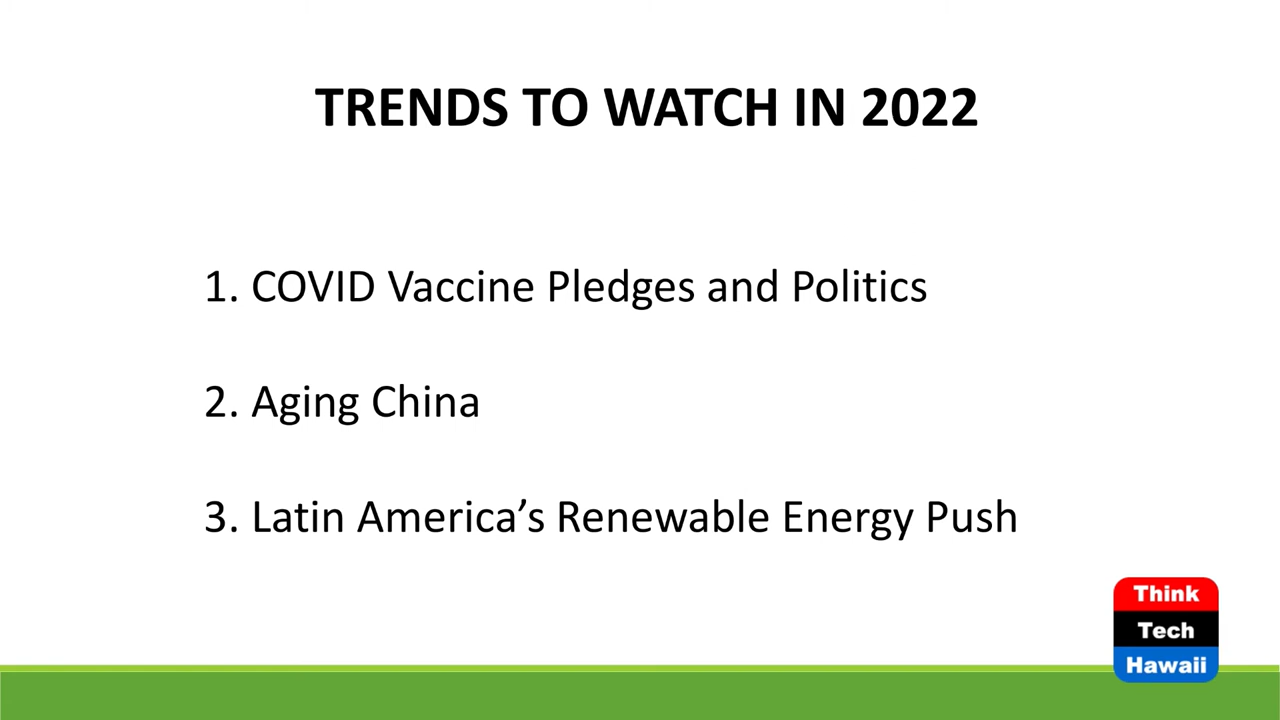 TRENDS TO WATCH IN 2022
1. COVID Vaccine Pledges and Politics
2. Aging China
3. Latin America’s Renewable Energy Push
Think
Tech
Hawaii